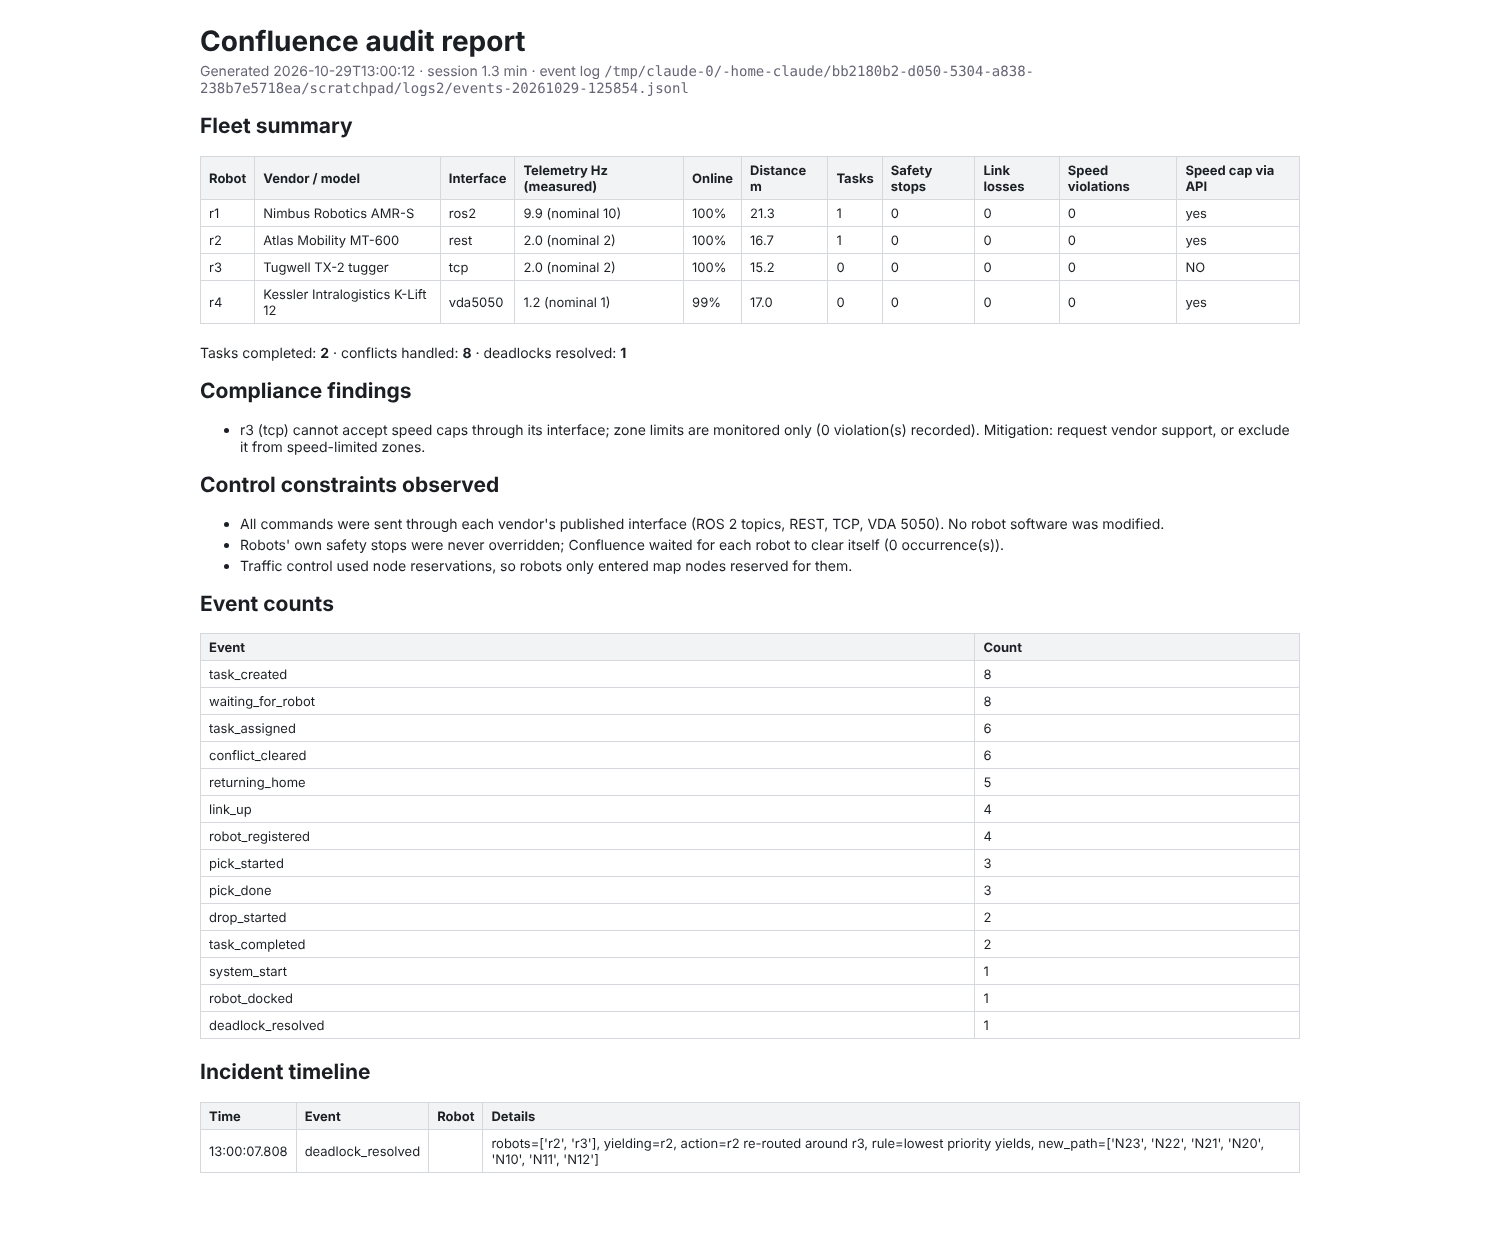 Confluence audit report
Generated 2026-10-29T13:00:12 · session 1.3 min · event log /tmp/claude-0/-home-claude/bb2180b2-d050-5304-a838-
238b7e5718ea/scratchpad/logs2/events-20261029-125854.jsonl
Fleet summary
Robot Vendor / model Interface Telemetry Hz (measured) Online Distance m Tasks Safety stops Link losses Speed violations Speed cap via API
r1 Nimbus Robotics AMR-S ros2 9.9 (nominal 10) 100% 21.3 1 0 0 0 yes
r2 Atlas Mobility MT-600 rest 2.0 (nominal 2) 100% 16.7 1 0 0 0 yes
r3 Tugwell TX-2 tugger tcp 2.0 (nominal 2) 100% 15.2 0 0 0 0 NO
r4 Kessler Intralogistics K-Lift 12 vda5050 1.2 (nominal 1) 99% 17.0 0 0 0 0 yes
Tasks completed: 2 · conflicts handled: 8 · deadlocks resolved: 1
Compliance findings
• r3 (tcp) cannot accept speed caps through its interface; zone limits are monitored only (0 violation(s) recorded). Mitigation: request vendor support, or exclude
it from speed-limited zones.
Control constraints observed
• All commands were sent through each vendor's published interface (ROS 2 topics, REST, TCP, VDA 5050). No robot software was modified.
• Robots' own safety stops were never overridden; Confluence waited for each robot to clear itself (0 occurrence(s)).
• Traffic control used node reservations, so robots only entered map nodes reserved for them.
Event counts
Event Count
task_created 8
waiting_for_robot 8
task_assigned 6
conflict_cleared 6
returning_home 5
link_up 4
robot_registered 4
pick_started 3
pick_done 3
drop_started 2
task_completed 2
system_start 1
robot_docked 1
deadlock_resolved 1
Incident timeline
Time Event Robot Details
13:00:07.808 deadlock_resolved robots=['r2', 'r3'], yielding=r2, action=r2 re-routed around r3, rule=lowest priority yields, new_path=['N23', 'N22', 'N21', 'N20',
'N10', 'N11', 'N12']